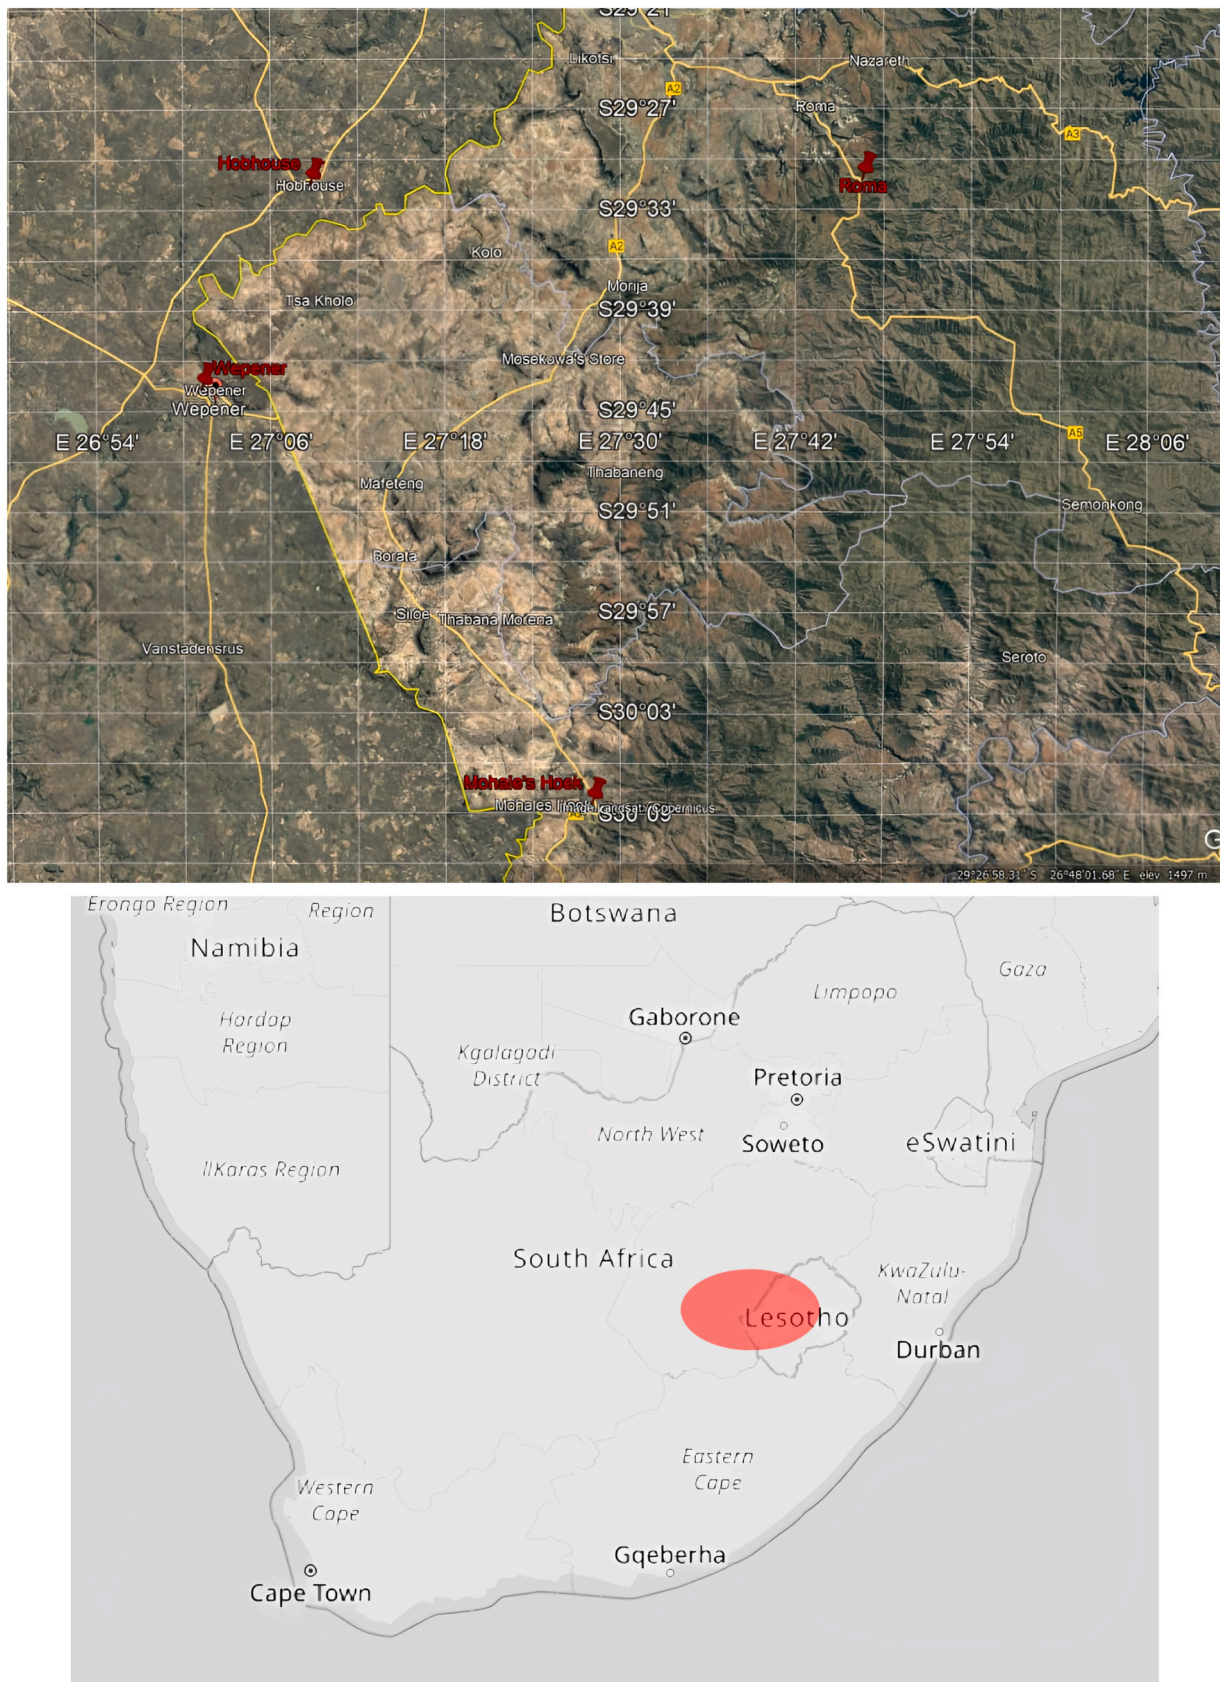 S29°21'
Likotsi
Nazareth
A2
S29°27'
Roma
A3
Hobhouse
Hobhouse
Roma
S29°33'
A2
Kolo
Morija
Tsa Kholo
S29°39'
Mosekuwa's Store
Wepener
Wepener
Wepener
S29°45'
E 26°54'
E 27°06'
E 27°18'
E 27°30'
E 27°42'
E 27°54'
E 28°06'
A5
Thabaneng
Mafeteng
S29°51'
Semonkong
Borata
S29°57'
Siloe
Thabana Morena
Vanstadensrus
Seroto
S30°03'
Mohale's Hoek
Mohales Hoek
Image Landsat / Copernicus
S30°09'
29°26'58.31" S 26°48'01.68" E elev 1497 m
Erongo Region
Region
Botswana
Namibia
Gaza
Limpopo
Hardap
Region
Gaborone
Kgalagadi
District
Pretoria
North West
Soweto
eSwatini
IIKaras Region
South Africa
KwaZulu-
Natal
Lesotho
Durban
Eastern
Cape
Western
Cape
Gqeberha
Cape Town